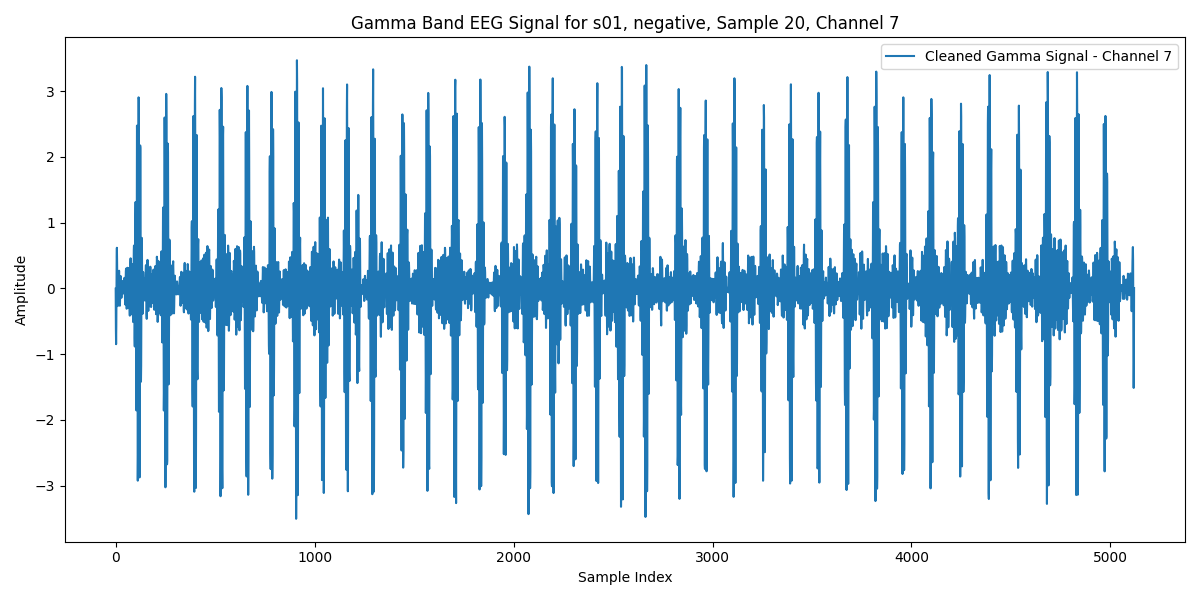 Gamma Band EEG Signal for s01, negative, Sample 20, Channel 7
Cleaned Gamma Signal - Channel 7
Amplitude
3
2
1
0
−1
−2
−3
0 1000 2000 3000 4000 5000
Sample Index